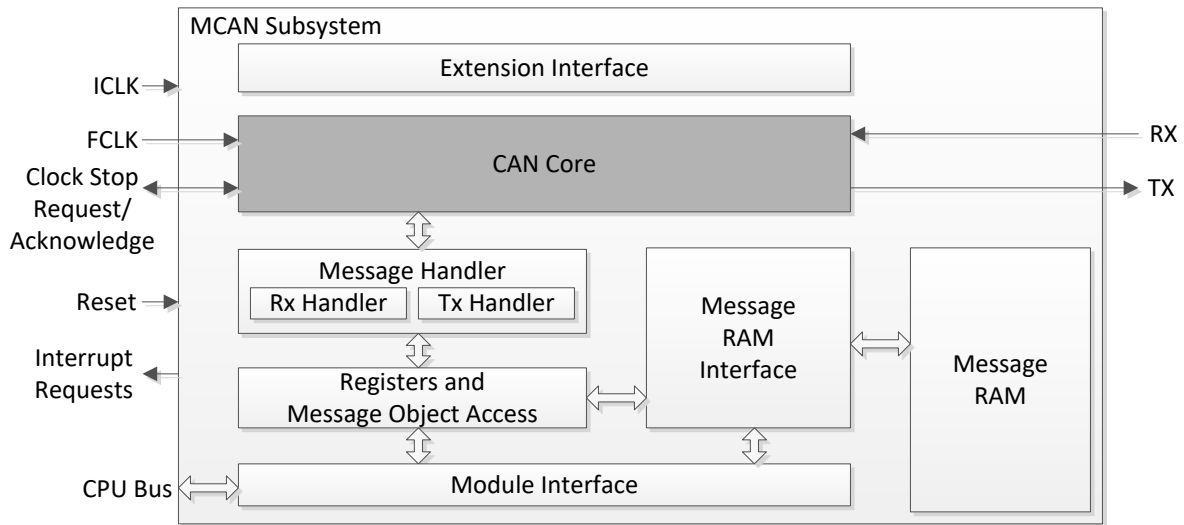 MCAN Subsystem
Extension Interface
ICLK
FCLK
CAN Core
RX
Clock Stop
Request/
Acknowledge
TX
Message Handler
Rx Handler
Tx Handler
Reset
Message
RAM
Interface
Message
RAM
Interrupt
Requests
Registers and
Message Object Access
CPU Bus
Module Interface